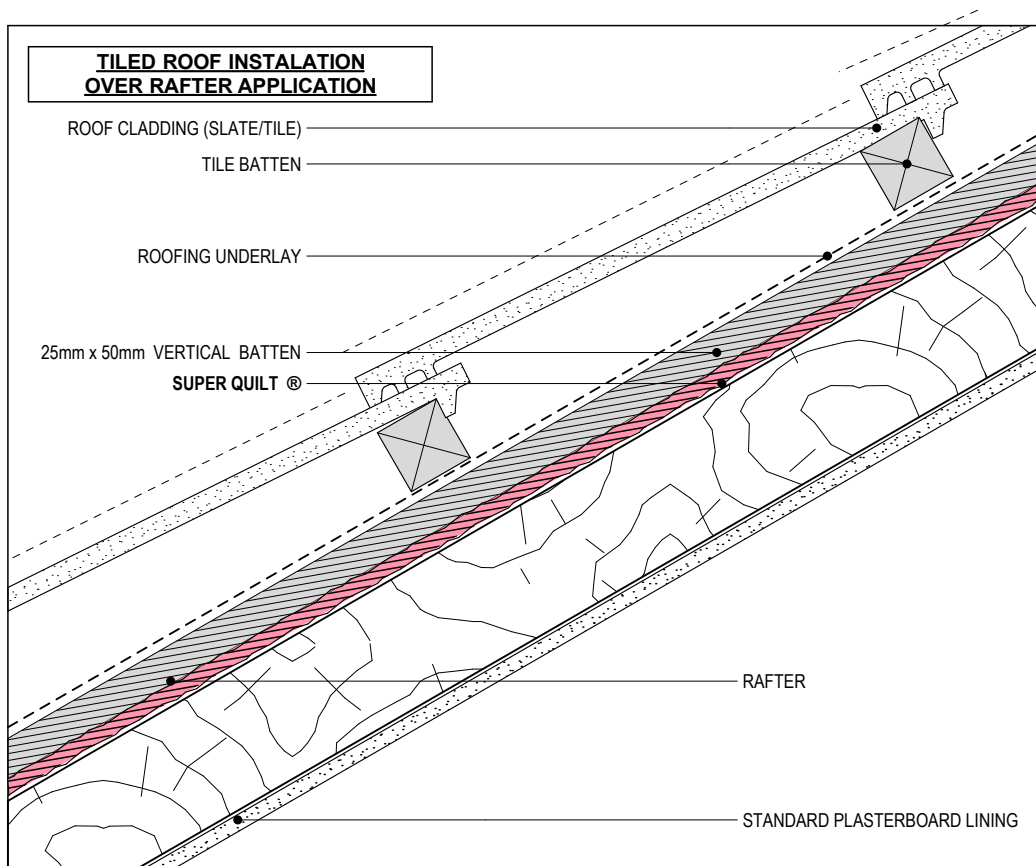 TILED ROOF INSTALATION
OVER RAFTER APPLICATION
ROOF CLADDING (SLATE/TILE)
TILE BATTEN
ROOFING UNDERLAY
25mm x 50mm VERTICAL BATTEN
SUPER QUILT ®
RAFTER
STANDARD PLASTERBOARD LINING